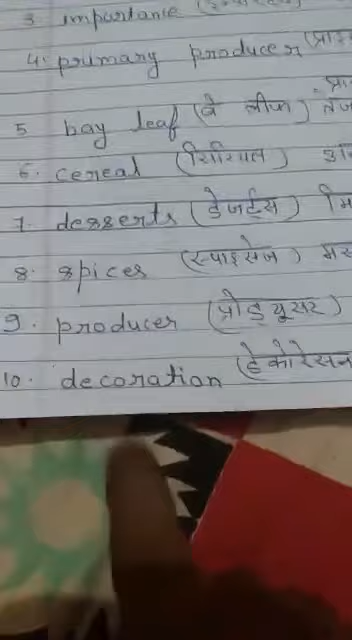 3 importance
4. primary producer
5 bay leaf (बे लीफ)
6. cereal (सिरियल)
7. desserts (डेजर्ट्स)
8. spices (स्पाइसेज)
9. producer (प्रोड्यूसर)
10. decoration (डेकोरेसन